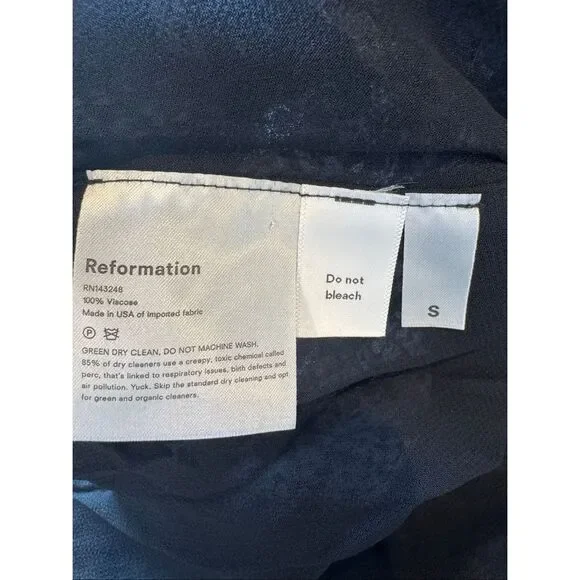 Reformation
RN143246
100% Viscose
Made in USA of imported fabric
P
GREEN DRY CLEAN, DO NOT MACHINE WASH.
85% of dry cleaners use a creepy, toxic chemical called
perc, that's linked to respiratory issues, birth defects and
air pollution. Yuck. Skip the standard dry cleaning and opt
for green and organic cleaners.
Do not
bleach
S